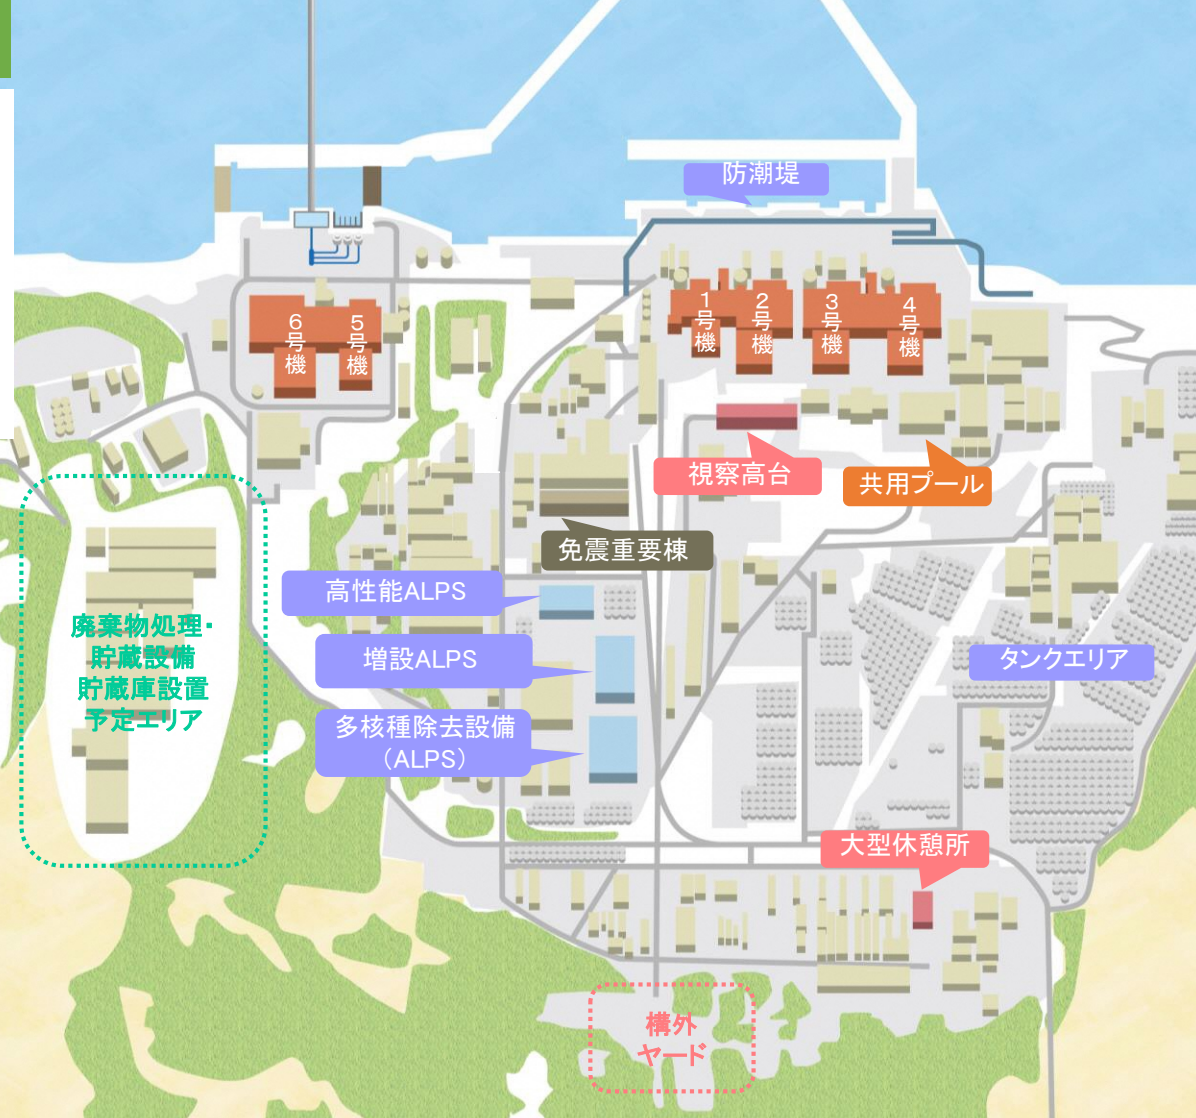 防潮堤
6号機
5号機
1号機
2号機
3号機
4号機
視察高台
共用プール
免震重要棟
高性能ALPS
増設ALPS
多核種除去設備
（ALPS）
タンクエリア
廃棄物処理・
貯蔵設備
貯蔵庫設置
予定エリア
大型休憩所
構外
ヤード